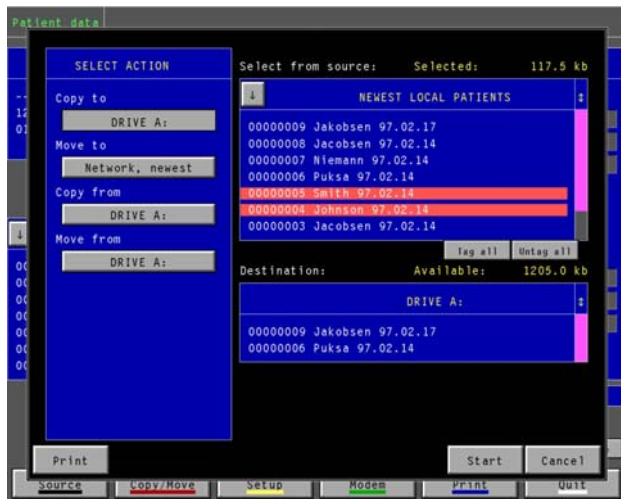 Patient data
SELECT ACTION
Copy to
DRIVE A:
Move to
Network, newest
Copy from
DRIVE A:
Move from
DRIVE A:
Select from source: Selected: 117.5 kb
↓ NEWEST LOCAL PATIENTS ↕
00000009 Jakobsen 97.02.17
00000008 Jacobsen 97.02.14
00000007 Niemann 97.02.14
00000006 Puksa 97.02.14
00000005 Smith 97.02.14
00000004 Johnson 97.02.14
00000003 Jacobsen 97.02.14
Tag all Untag all
Destination: Available: 1205.0 kb
DRIVE A: ↕
00000009 Jakobsen 97.02.17
00000006 Puksa 97.02.14
Print Start Cancel
Source Copy/Move Setup Modem Print Quit